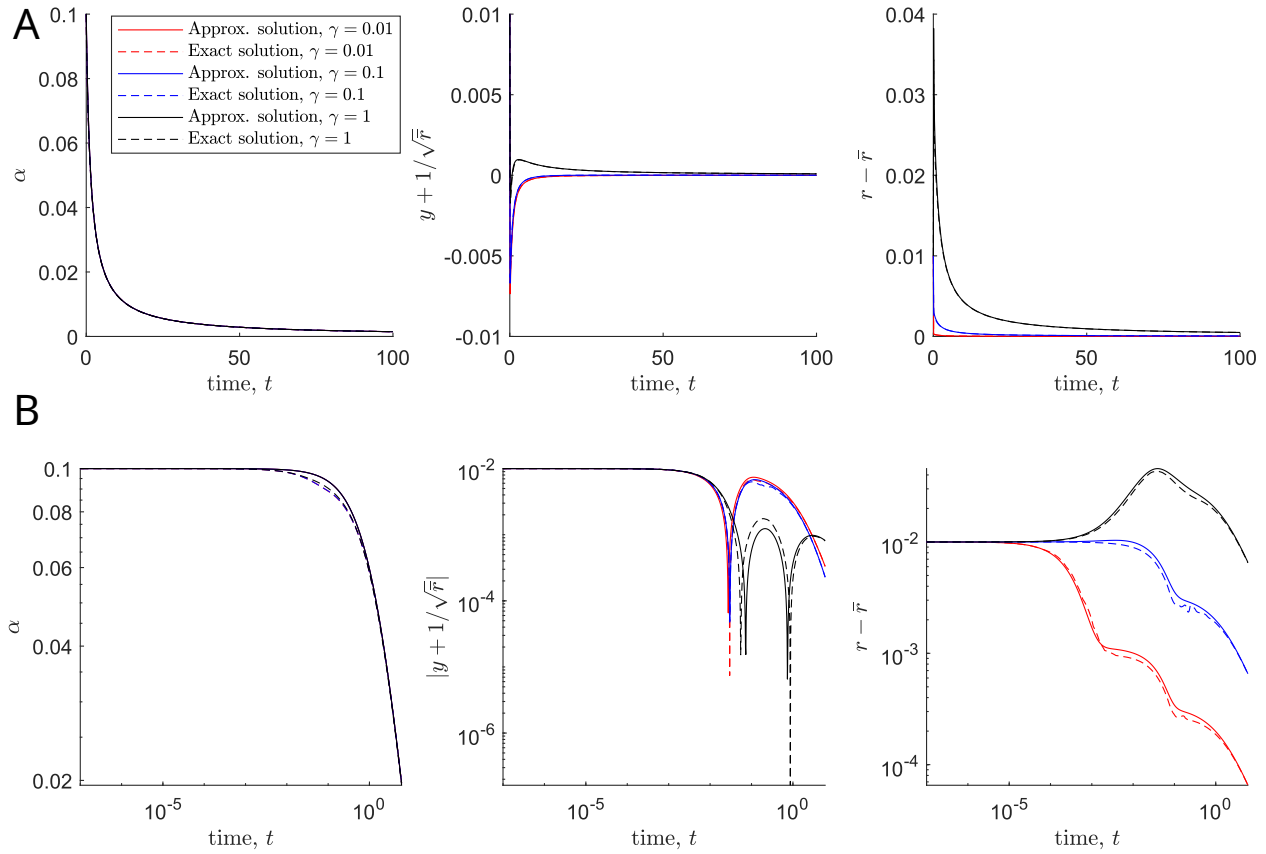 A
0.1
0.08
0.06
0.04
0.02
0
α
0
50
100
time, t
Approx. solution, γ = 0.01
Exact solution, γ = 0.01
Approx. solution, γ = 0.1
Exact solution, γ = 0.1
Approx. solution, γ = 1
Exact solution, γ = 1
0.01
0.005
0
-0.005
-0.01
y + 1/√r̅
0
50
100
time, t
0.04
0.03
0.02
0.01
0
r − r̅
0
50
100
time, t
B
0.1
0.08
0.06
0.04
0.02
α
10⁻⁵
10⁰
time, t
10⁻²
10⁻⁴
10⁻⁶
|y + 1/√r̅|
10⁻⁵
10⁰
time, t
10⁻²
10⁻³
10⁻⁴
r − r̅
10⁻⁵
10⁰
time, t